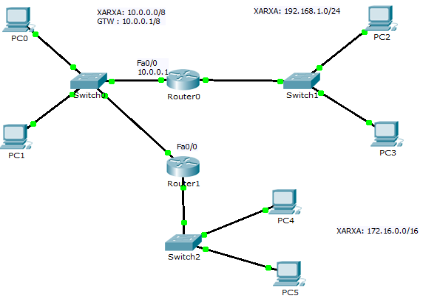 XARXA: 10.0.0.0/8
GTW : 10.0.0.1/8
XARXA: 192.168.1.0/24
PC0
PC2
Fa0/0
10.0.0.1
Switch0
Router0
Switch1
PC1
PC3
Fa0/0
Router1
PC4
XARXA: 172.16.0.0/16
Switch2
PC5